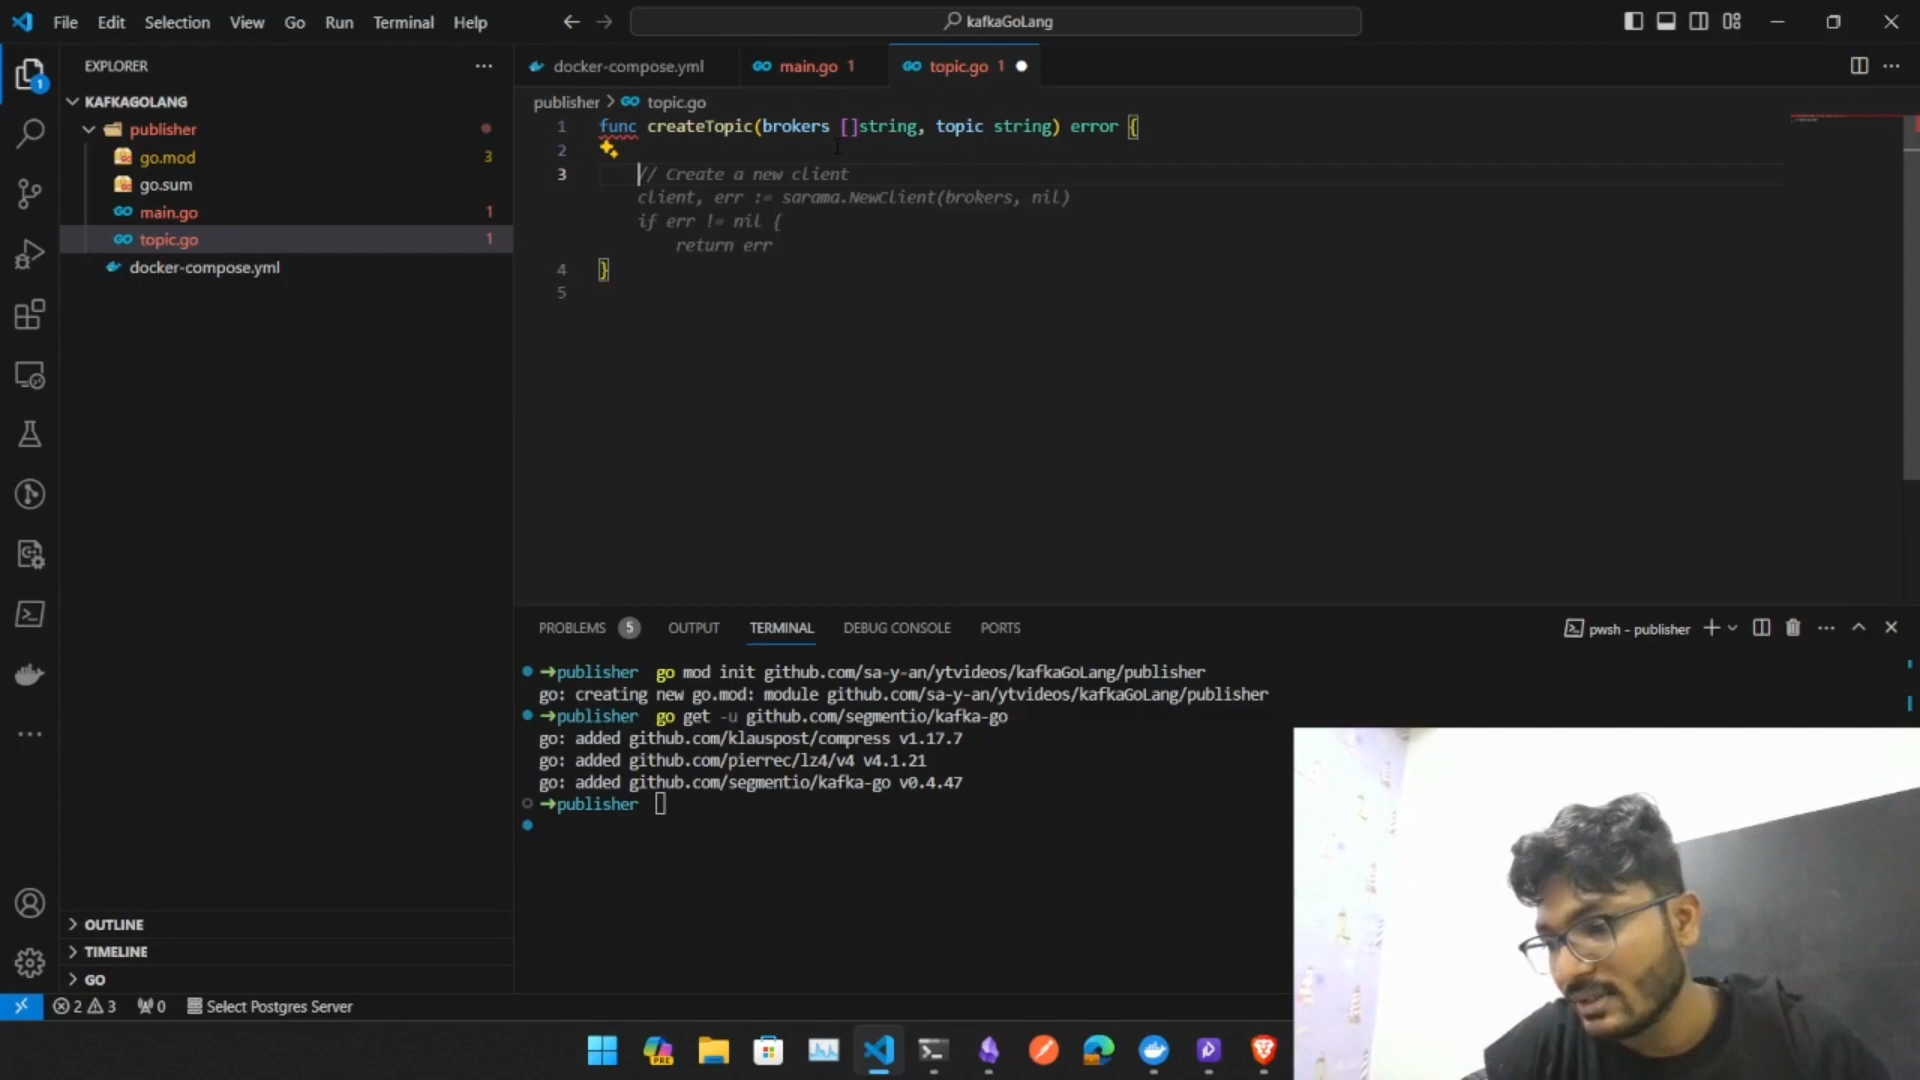 File Edit Selection View Go Run Terminal Help
kafkaGoLang
EXPLORER
KAFKAGOLANG
publisher
go.mod 3
go.sum
main.go 1
topic.go 1
docker-compose.yml
OUTLINE
TIMELINE
GO
1
docker-compose.yml main.go 1 topic.go 1
publisher > topic.go
1 func createTopic(brokers []string, topic string) error {
2
3 // Create a new client
client, err := sarama.NewClient(brokers, nil)
if err != nil {
return err
4 }
5
PROBLEMS 5 OUTPUT TERMINAL DEBUG CONSOLE PORTS
pwsh - publisher
➜publisher go mod init github.com/sa-y-an/ytvideos/kafkaGoLang/publisher
go: creating new go.mod: module github.com/sa-y-an/ytvideos/kafkaGoLang/publisher
➜publisher go get -u github.com/segmentio/kafka-go
go: added github.com/klauspost/compress v1.17.7
go: added github.com/pierrec/lz4/v4 v4.1.21
go: added github.com/segmentio/kafka-go v0.4.47
➜publisher
2 3 0 Select Postgres Server
PRE